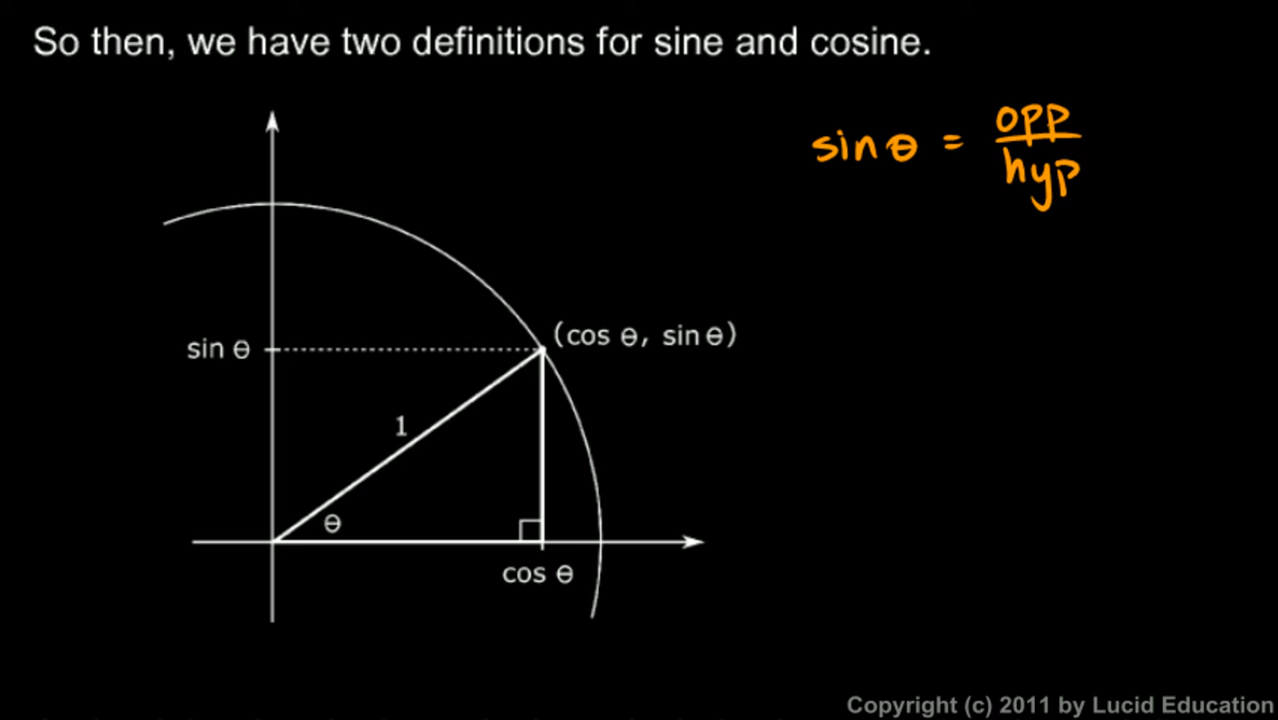 So then, we have two definitions for sine and cosine.
sin θ = opp/hyp
(cos θ, sin θ)
sin θ
1
θ
cos θ
Copyright (c) 2011 by Lucid Education